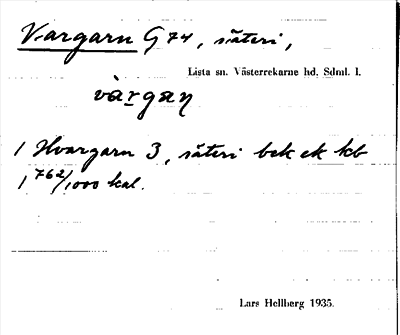 Vargarn G 74, säteri,
Lista sn. Västerrekarne hd. Sdml. l.
vàrgaɳ
1 Hvargarn 3, säteri bek ek kb
1 762/1000 kal.
Lars Hellberg 1935.